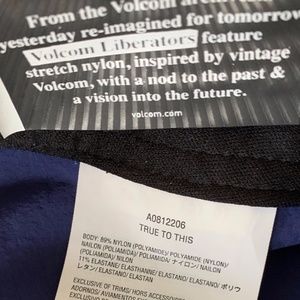 From the Volcom
yesterday re-imagined for tomorrow
Volcom Liberators feature
stretch nylon, inspired by vintage
Volcom, with a nod to the past &
a vision into the future.
volcom.com
A0812206
TRUE TO THIS
BODY: 89% NYLON (POLYAMIDE)/ POLYAMIDE (NYLON)/
NAILON (POLIAMIDA)/ POLIAMIDA/ ナイロン/ NAILON
(POLIAMIDA)/ NILON
11% ELASTANE/ ELASTHANNE/ ELASTANO/ ELASTANO/ ポリウ
レタン/ ELASTAN/ ELASTAN
EXCLUSIVE OF TRIMS/ HORS ACCESSOIRES
ADORNOS/ AVIAMENTOS